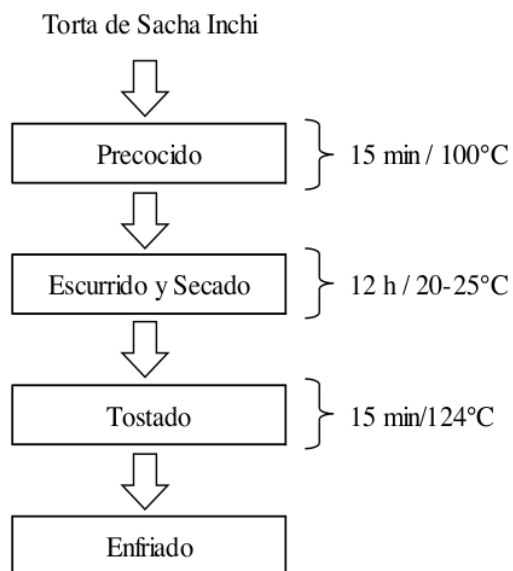 Torta de Sacha Inchi
Precocido
15 min / 100°C
Escurrido y Secado
12 h / 20-25°C
Tostado
15 min/124°C
Enfriado